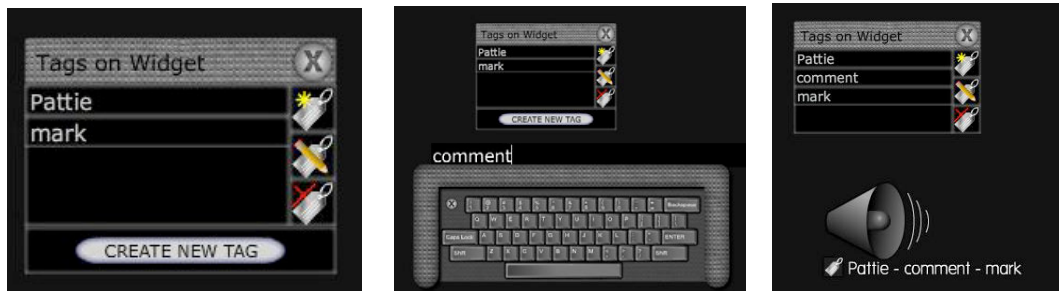 Tags on Widget X
Pattie
mark
CREATE NEW TAG
Tags on Widget X
Pattie
mark
CREATE NEW TAG
comment
X Backspace
Q W E R T Y U I O P
Caps Lock A S D F G H J K L ENTER
Shift Z X C V B N M Shift
Tags on Widget X
Pattie
comment
mark
Pattie - comment - mark